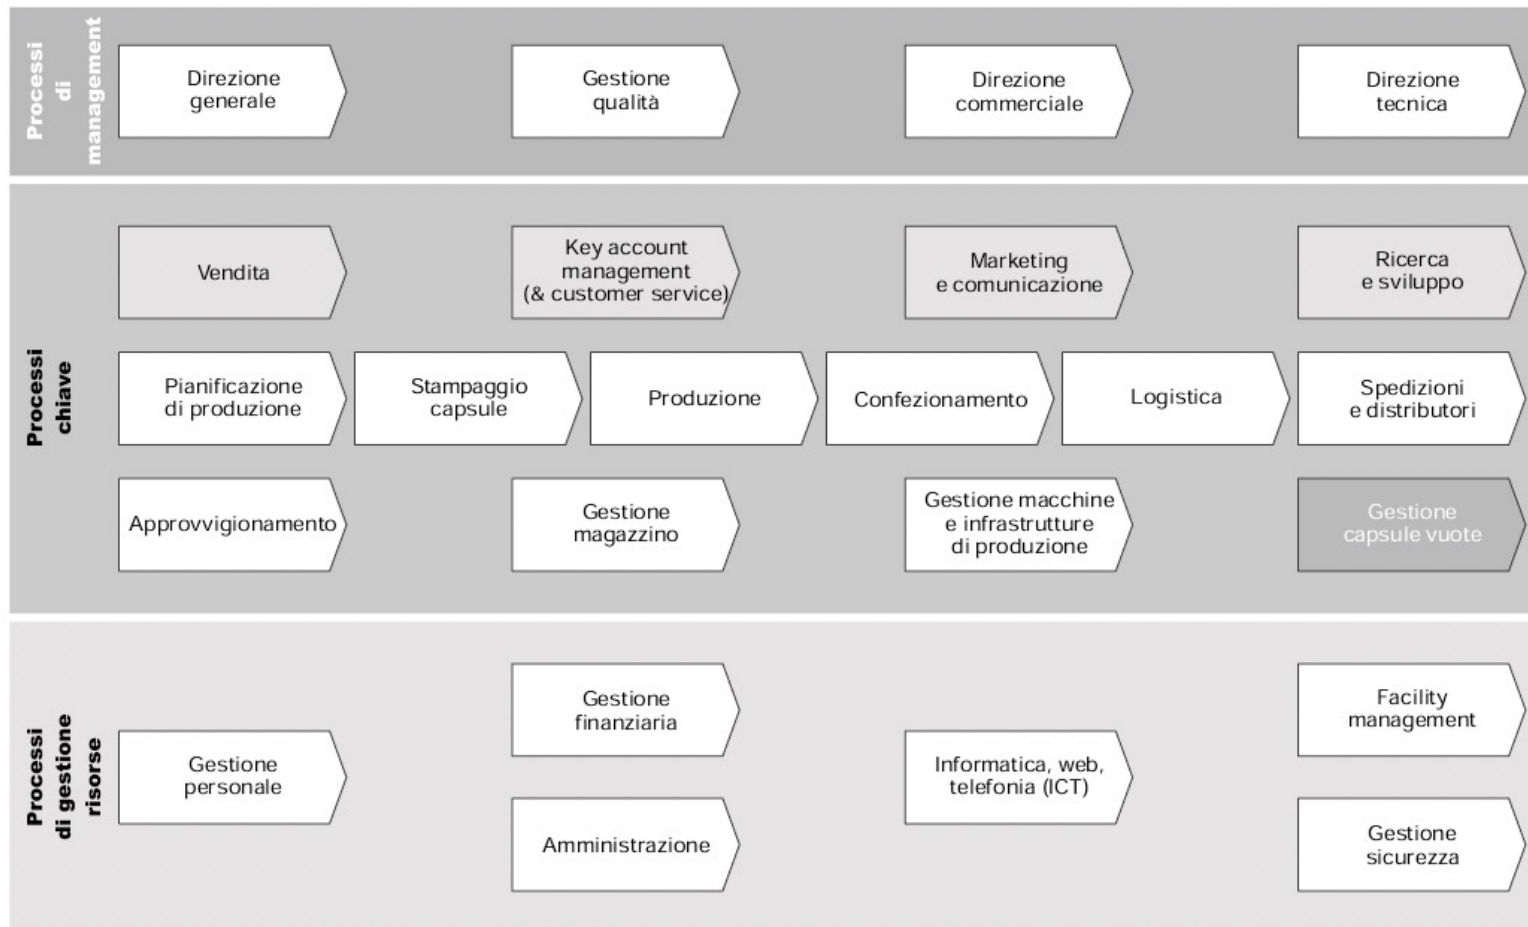 Processi
di
management
Direzione
generale
Gestione
qualità
Direzione
commerciale
Direzione
tecnica
Processi
chiave
Vendita
Key account
management
(& customer service)
Marketing
e comunicazione
Ricerca
e sviluppo
Pianificazione
di produzione
Stampaggio
capsule
Produzione
Confezionamento
Logistica
Spedizioni
e distributori
Approvvigionamento
Gestione
magazzino
Gestione macchine
e infrastrutture
di produzione
Gestione
capsule vuote
Processi
di gestione
risorse
Gestione
personale
Gestione
finanziaria
Amministrazione
Informatica, web,
telefonia (ICT)
Facility
management
Gestione
sicurezza